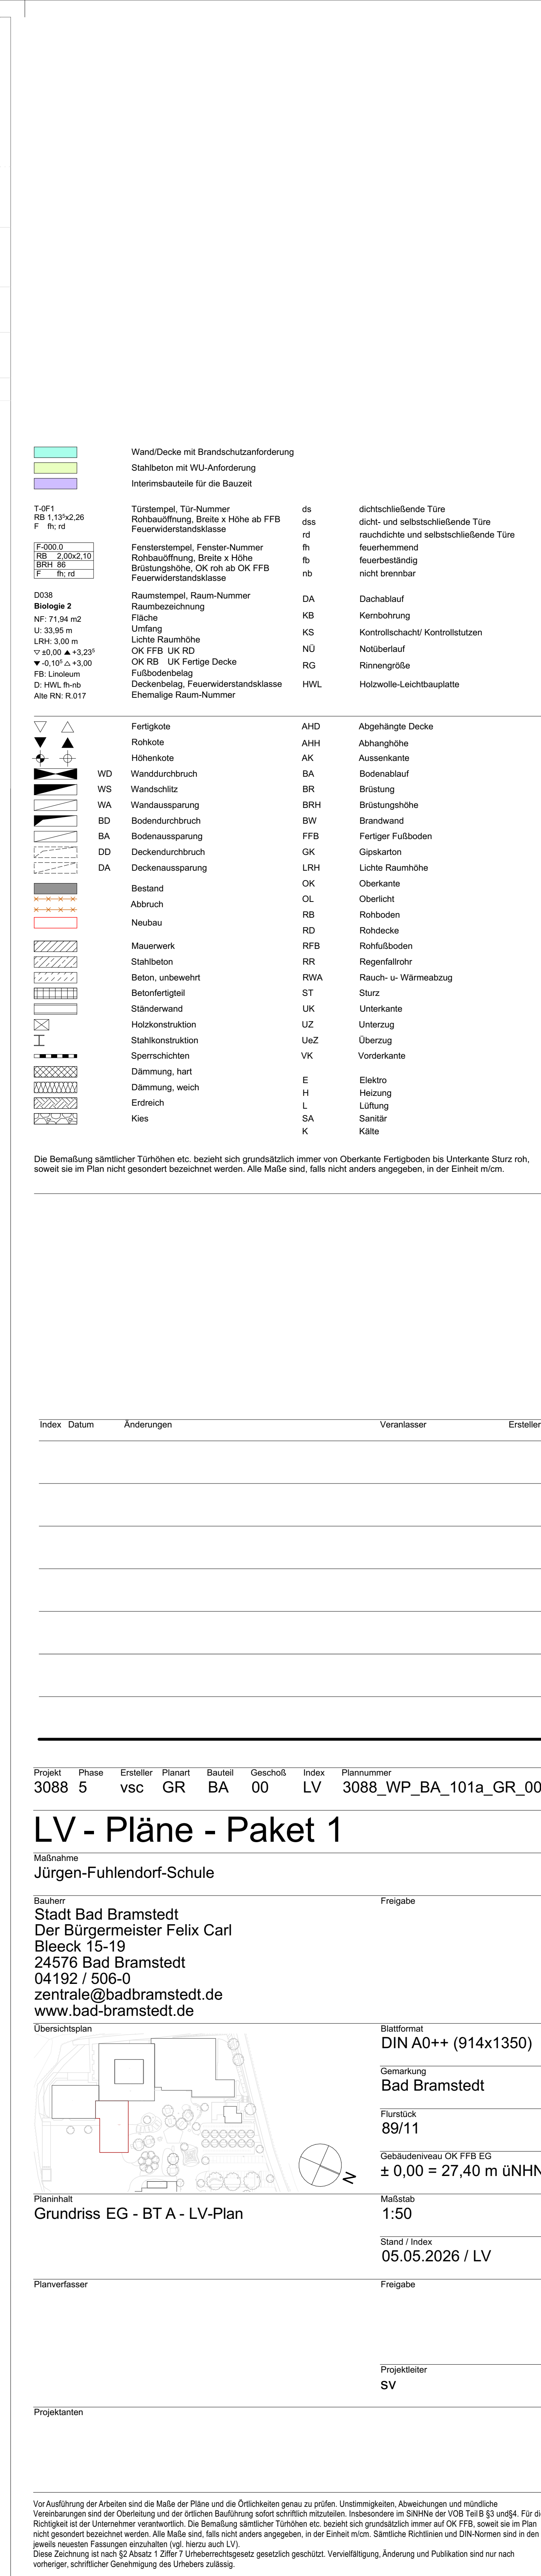 Wand/Decke mit Brandschutzanforderung
Stahlbeton mit WU-Anforderung
Interimsbauteile für die Bauzeit
T-0F1 Türstempel, Tür-Nummer
RB 1,13⁵x2,26 Rohbauöffnung, Breite x Höhe ab FFB
F fh; rd Feuerwiderstandsklasse
F-000.0 Fensterstempel, Fenster-Nummer
RB 2,00x2,10 Rohbauöffnung, Breite x Höhe
BRH 86 Brüstungshöhe, OK roh ab OK FFB
F fh; rd Feuerwiderstandsklasse
ds dichtschließende Türe
dss dicht- und selbstschließende Türe
rd rauchdichte und selbstschließende Türe
fh feuerhemmend
fb feuerbeständig
nb nicht brennbar
D038 Raumstempel, Raum-Nummer
Biologie 2 Raumbezeichnung
NF: 71,94 m2 Fläche
U: 33,95 m Umfang
LRH: 3,00 m Lichte Raumhöhe
▽ ±0,00 ▲ +3,23⁵ OK FFB UK RD
▼ -0,10⁵ △ +3,00 OK RB UK Fertige Decke
FB: Linoleum Fußbodenbelag
D: HWL fh-nb Deckenbelag, Feuerwiderstandsklasse
Alte RN: R.017 Ehemalige Raum-Nummer
DA Dachablauf
KB Kernbohrung
KS Kontrollschacht/ Kontrollstutzen
NÜ Notüberlauf
RG Rinnengröße
HWL Holzwolle-Leichtbauplatte
Fertigkote
Rohkote
Höhenkote
WD Wanddurchbruch
WS Wandschlitz
WA Wandaussparung
BD Bodendurchbruch
BA Bodenaussparung
DD Deckendurchbruch
DA Deckenaussparung
Bestand
Abbruch
Neubau
Mauerwerk
Stahlbeton
Beton, unbewehrt
Betonfertigteil
Ständerwand
Holzkonstruktion
Stahlkonstruktion
Sperrschichten
Dämmung, hart
Dämmung, weich
Erdreich
Kies
AHD Abgehängte Decke
AHH Abhanghöhe
AK Aussenkante
BA Bodenablauf
BR Brüstung
BRH Brüstungshöhe
BW Brandwand
FFB Fertiger Fußboden
GK Gipskarton
LRH Lichte Raumhöhe
OK Oberkante
OL Oberlicht
RB Rohboden
RD Rohdecke
RFB Rohfußboden
RR Regenfallrohr
RWA Rauch- u- Wärmeabzug
ST Sturz
UK Unterkante
UZ Unterzug
UeZ Überzug
VK Vorderkante
E Elektro
H Heizung
L Lüftung
SA Sanitär
K Kälte
Die Bemaßung sämtlicher Türhöhen etc. bezieht sich grundsätzlich immer von Oberkante Fertigboden bis Unterkante Sturz roh,
soweit sie im Plan nicht gesondert bezeichnet werden. Alle Maße sind, falls nicht anders angegeben, in der Einheit m/cm.
Index Datum Änderungen Veranlasser Ersteller
Projekt Phase Ersteller Planart Bauteil Geschoß Index Plannummer
3088 5 vsc GR BA 00 LV 3088_WP_BA_101a_GR_00
LV - Pläne - Paket 1
Maßnahme
Jürgen-Fuhlendorf-Schule
Bauherr Freigabe
Stadt Bad Bramstedt
Der Bürgermeister Felix Carl
Bleeck 15-19
24576 Bad Bramstedt
04192 / 506-0
zentrale@badbramstedt.de
www.bad-bramstedt.de
Übersichtsplan
N
Blattformat
DIN A0++ (914x1350)
Gemarkung
Bad Bramstedt
Flurstück
89/11
Gebäudeniveau OK FFB EG
± 0,00 = 27,40 m üNHN
Planinhalt
Grundriss EG - BT A - LV-Plan
Maßstab
1:50
Stand / Index
05.05.2026 / LV
Planverfasser Freigabe
Projektleiter
sv
Projektanten
Vor Ausführung der Arbeiten sind die Maße der Pläne und die Örtlichkeiten genau zu prüfen. Unstimmigkeiten, Abweichungen und mündliche
Vereinbarungen sind der Oberleitung und der örtlichen Bauführung sofort schriftlich mitzuteilen. Insbesondere im SiNHNe der VOB Teil B §3 und§4. Für di
Richtigkeit ist der Unternehmer verantwortlich. Die Bemaßung sämtlicher Türhöhen etc. bezieht sich grundsätzlich immer auf OK FFB, soweit sie im Plan
nicht gesondert bezeichnet werden. Alle Maße sind, falls nicht anders angegeben, in der Einheit m/cm. Sämtliche Richtlinien und DIN-Normen sind in den
jeweils neuesten Fassungen einzuhalten (vgl. hierzu auch LV).
Diese Zeichnung ist nach §2 Absatz 1 Ziffer 7 Urheberrechtsgesetz gesetzlich geschützt. Vervielfältigung, Änderung und Publikation sind nur nach
vorheriger, schriftlicher Genehmigung des Urhebers zulässig.